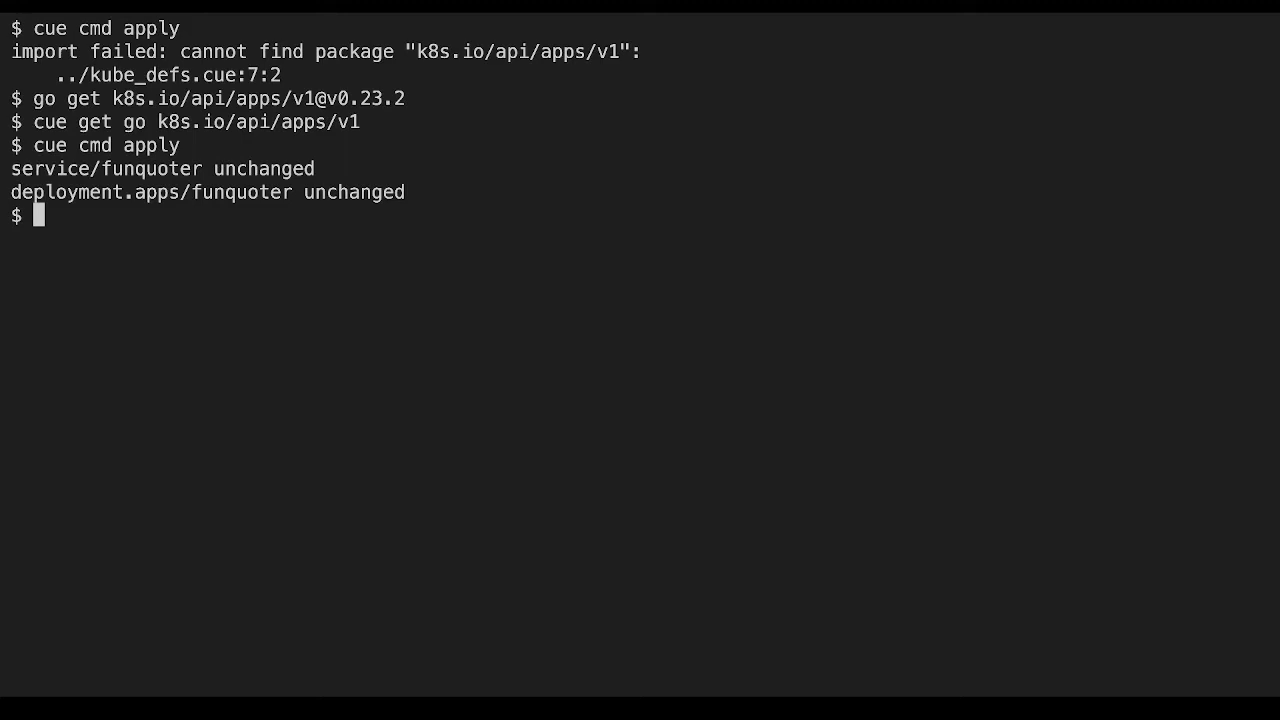 $ cue cmd apply
import failed: cannot find package "k8s.io/api/apps/v1":
    ../kube_defs.cue:7:2
$ go get k8s.io/api/apps/v1@v0.23.2
$ cue get go k8s.io/api/apps/v1
$ cue cmd apply
service/funquoter unchanged
deployment.apps/funquoter unchanged
$